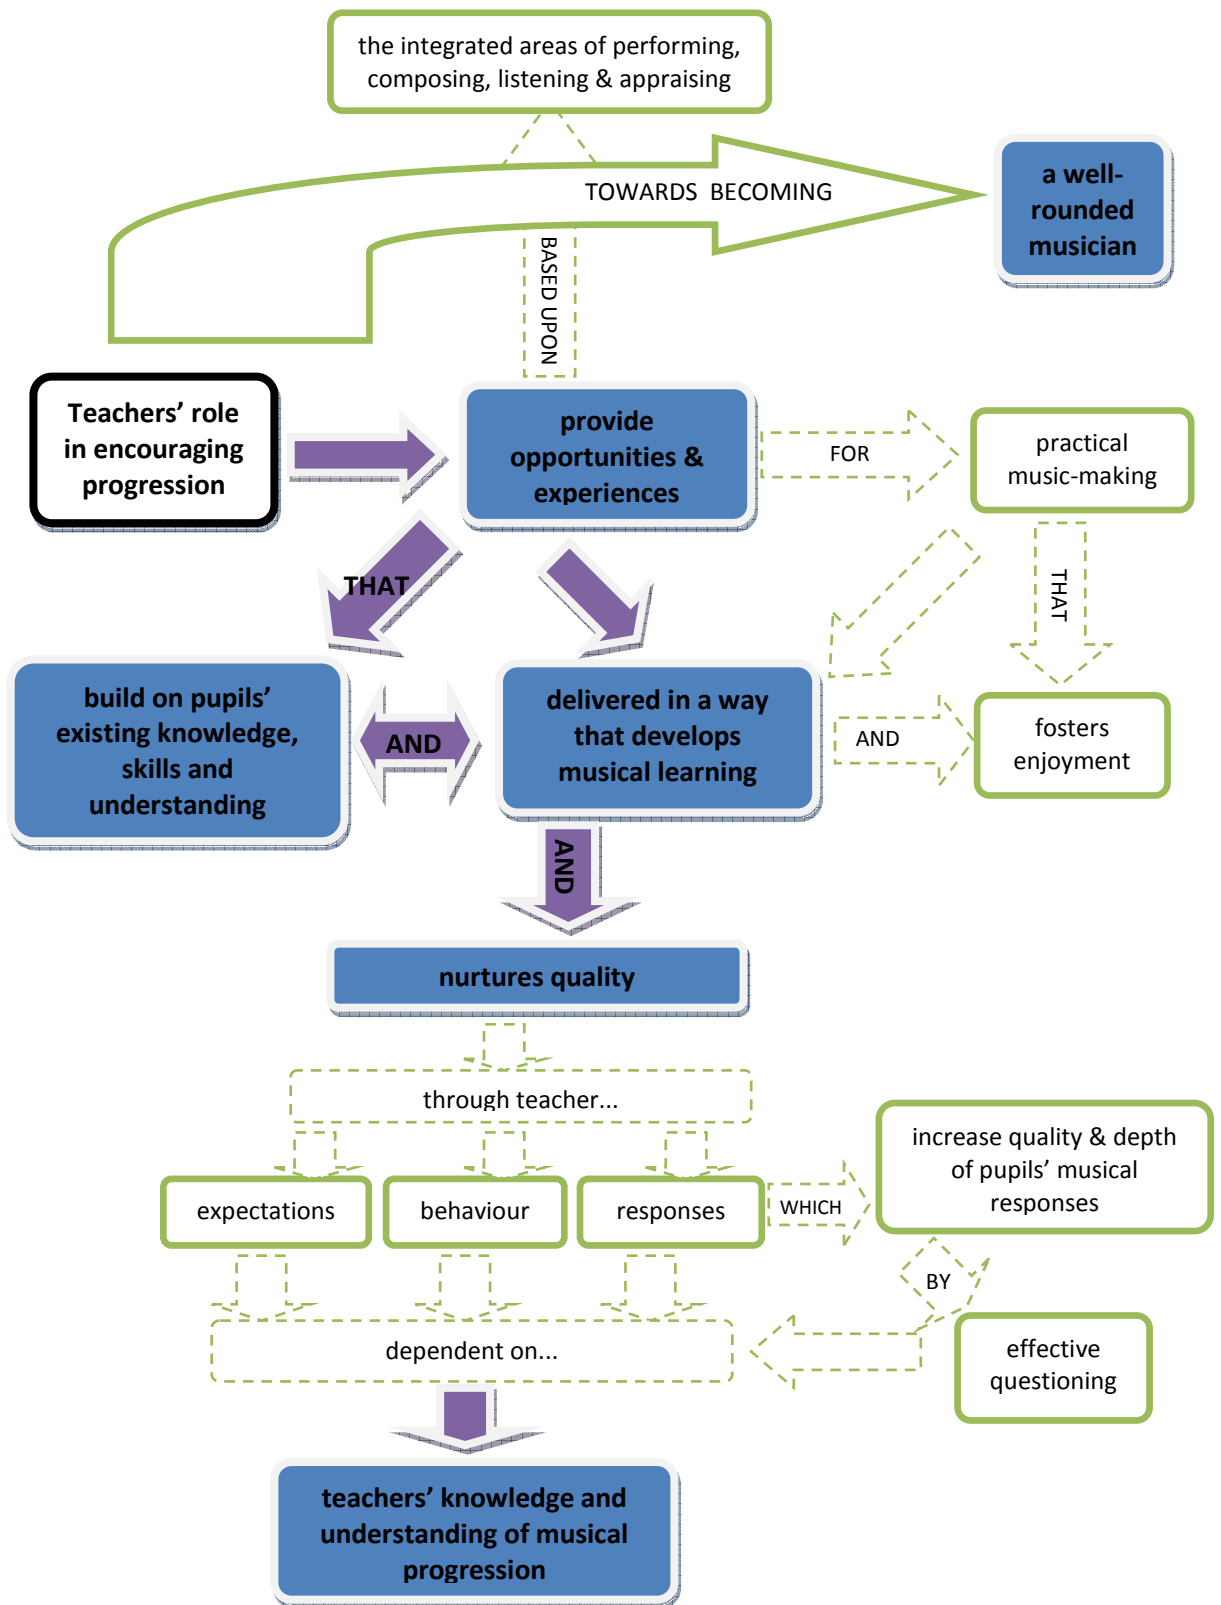 the integrated areas of performing,
composing, listening & appraising
TOWARDS BECOMING
a well-
rounded
musician
BASED UPON
Teachers’ role
in encouraging
progression
provide
opportunities &
experiences
FOR
practical
music-making
THAT
THAT
build on pupils’
existing knowledge,
skills and
understanding
AND
delivered in a way
that develops
musical learning
AND
fosters
enjoyment
AND
nurtures quality
through teacher...
expectations
behaviour
responses
WHICH
increase quality & depth
of pupils’ musical
responses
BY
dependent on...
effective
questioning
teachers’ knowledge and
understanding of musical
progression